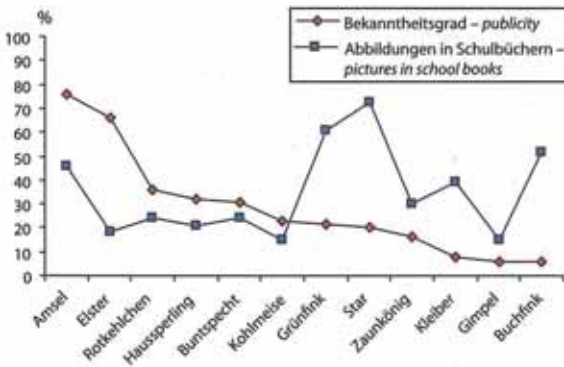 %
Bekanntheitsgrad – publicity
Abbildungen in Schulbüchern –
pictures in school books
100
90
80
70
60
50
40
30
20
10
0
Amsel
Elster
Rotkehlchen
Haussperling
Buntspecht
Kohlmeise
Grünfink
Star
Zaunkönig
Kleiber
Gimpel
Buchfink